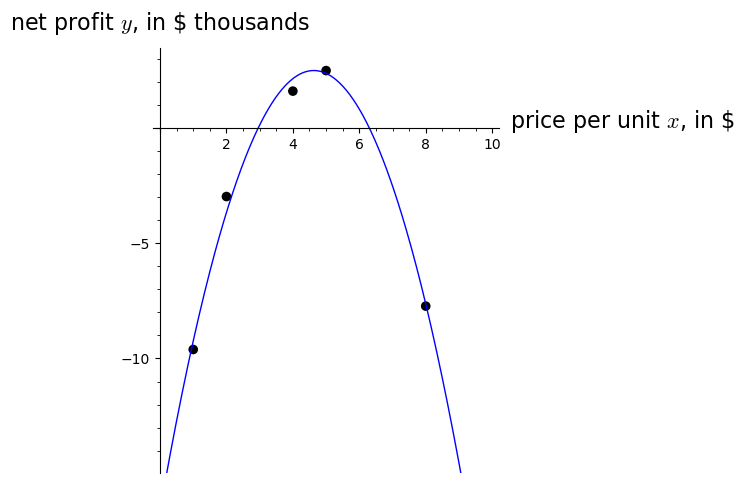 net profit y, in $ thousands
price per unit x, in $
2 4 6 8 10
−5
−10